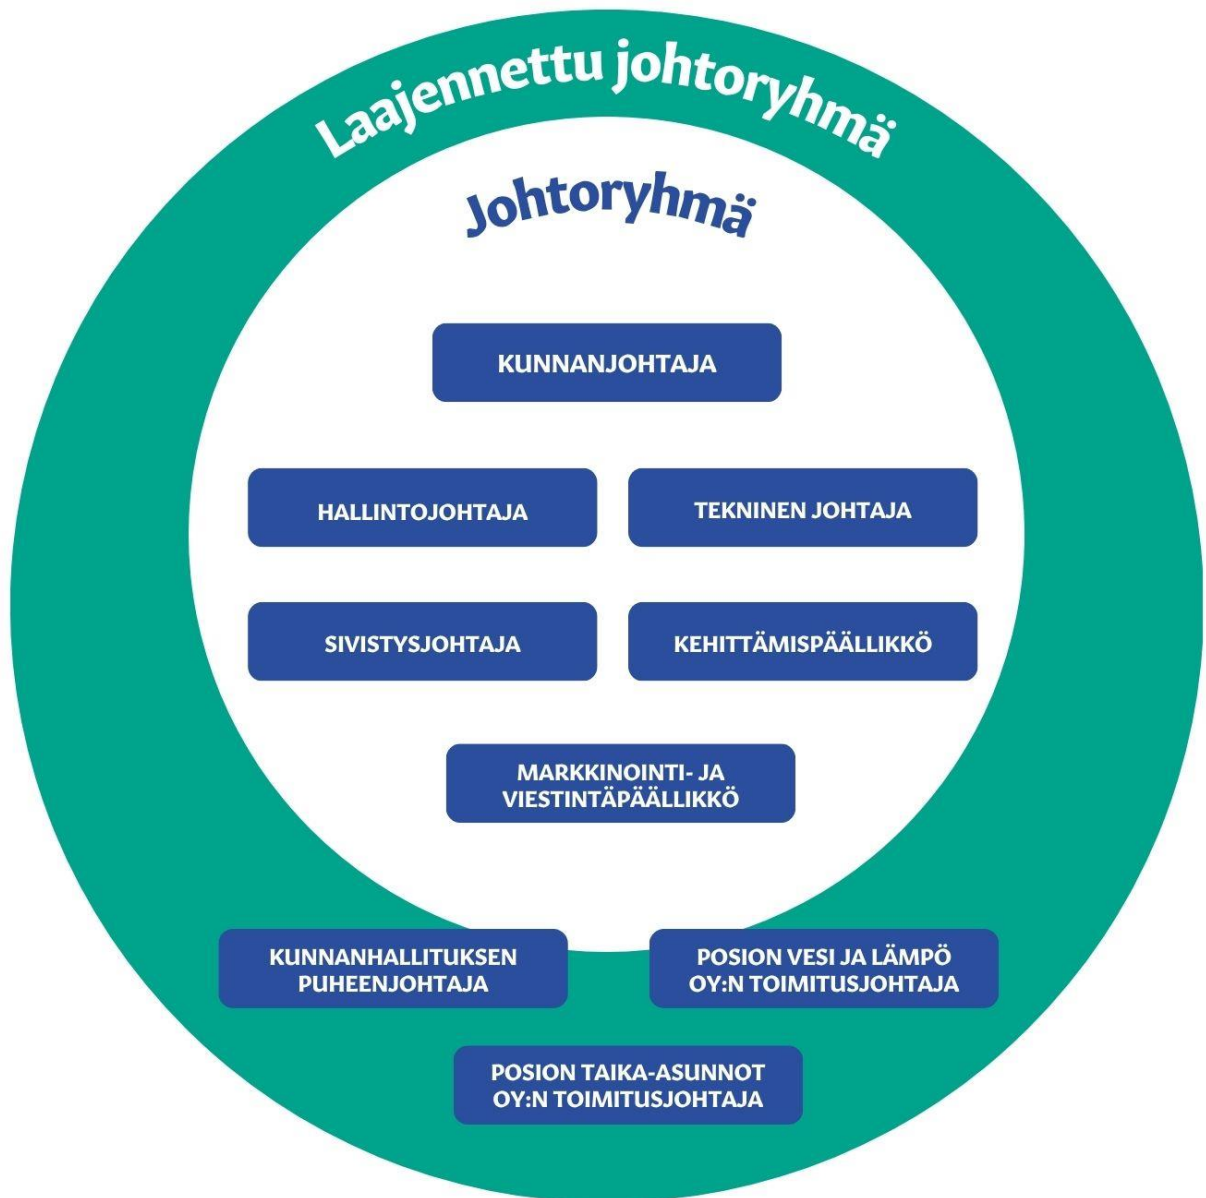 Laajennettu johtoryhmä
Johtoryhmä
KUNNANJOHTAJA
HALLINTOJOHTAJA
TEKNINEN JOHTAJA
SIVISTYSJOHTAJA
KEHITTÄMISPÄÄLLIKKÖ
MARKKINOINTI- JA
VIESTINTÄPÄÄLLIKKÖ
KUNNANHALLITUKSEN
PUHEENJOHTAJA
POSION VESI JA LÄMPÖ
OY:N TOIMITUSJOHTAJA
POSION TAIKA-ASUNNOT
OY:N TOIMITUSJOHTAJA